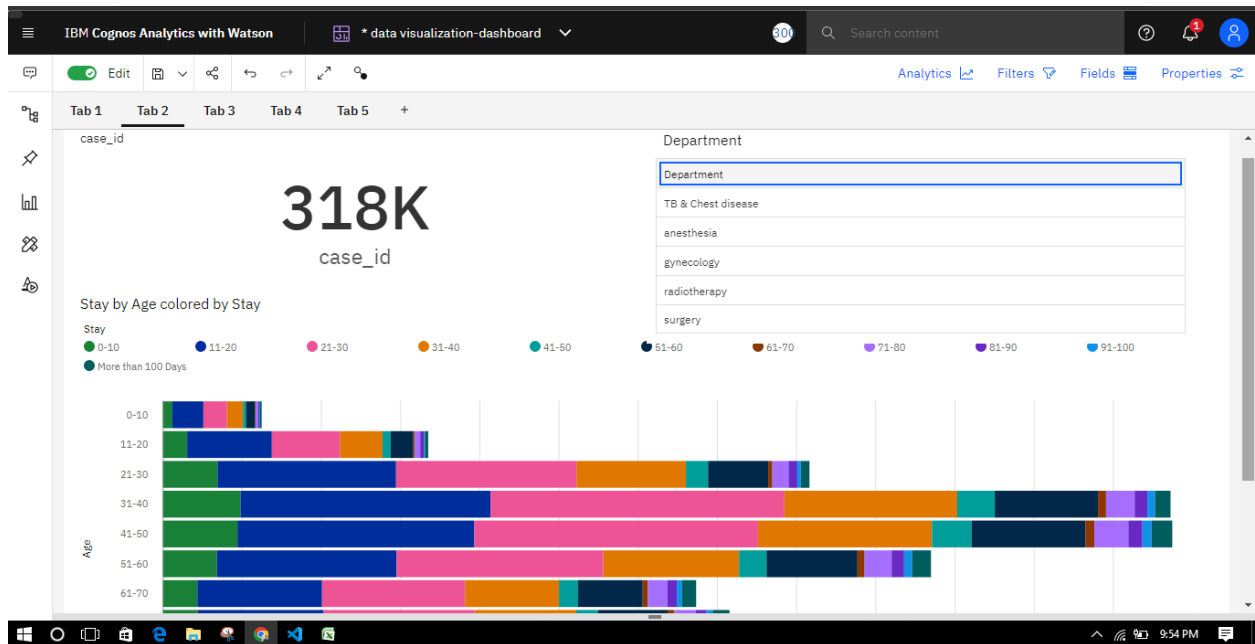 IBM Cognos Analytics with Watson
* data visualization-dashboard
300
Search content
1
Edit
Analytics
Filters
Fields
Properties
Tab 1 Tab 2 Tab 3 Tab 4 Tab 5 +
case_id
318K
case_id
Department
Department
TB & Chest disease
anesthesia
gynecology
radiotherapy
surgery
Stay by Age colored by Stay
Stay
0-10 11-20 21-30 31-40 41-50 51-60 61-70 71-80 81-90 91-100
More than 100 Days
0-10
11-20
21-30
31-40
41-50
51-60
61-70
Age
9:54 PM